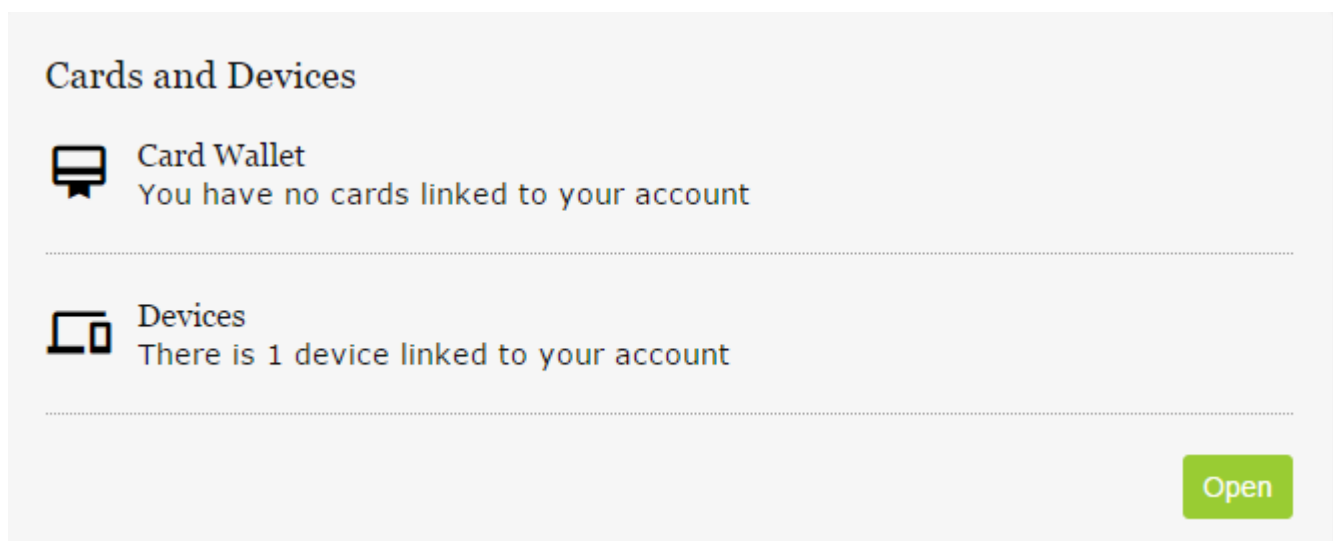 Cards and Devices
Card Wallet
You have no cards linked to your account
Devices
There is 1 device linked to your account
Open